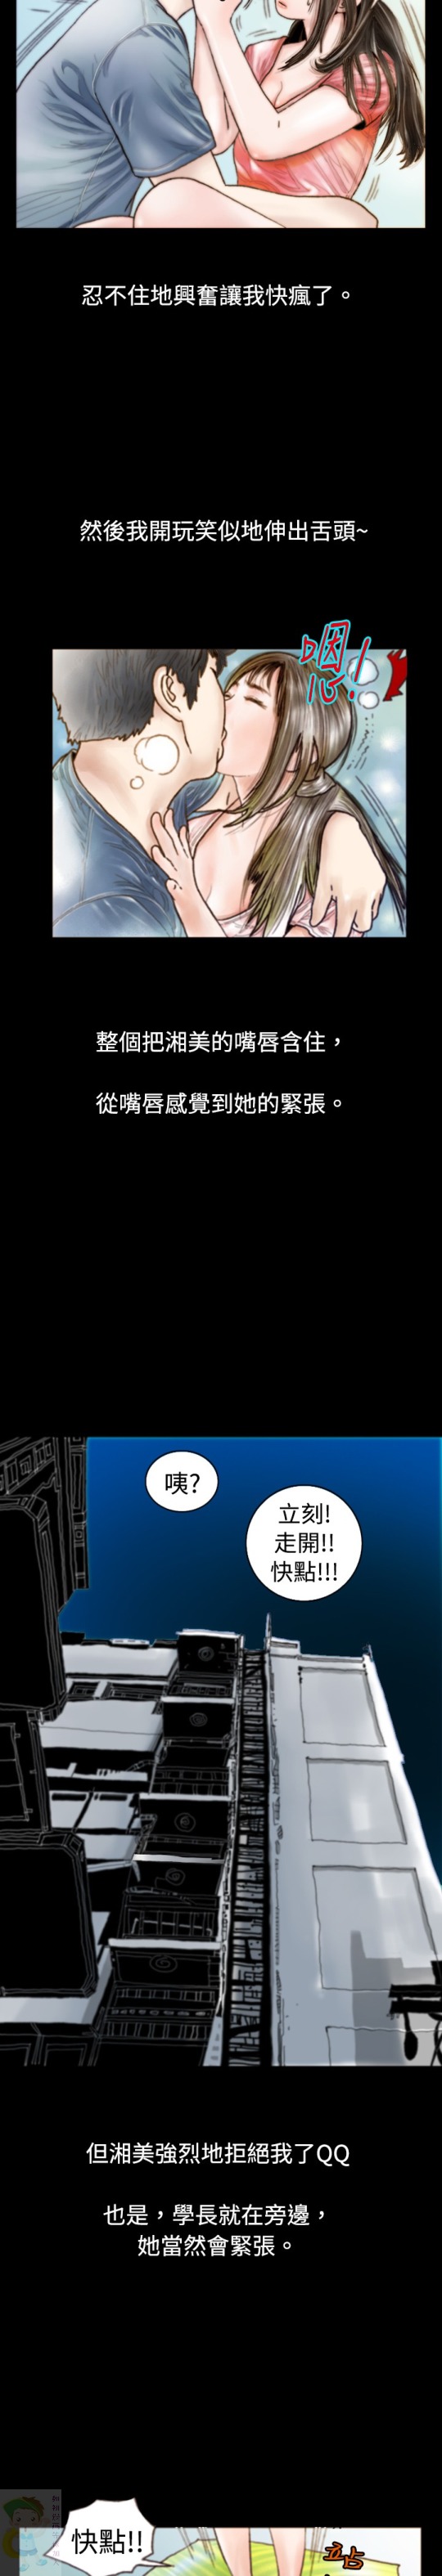 忍不住地興奮讓我快瘋了。
然後我開玩笑似地伸出舌頭~
嗯!
心!
整個把湘美的嘴唇含住，
從嘴唇感覺到她的緊張。
咦?
立刻!
走開!!
快點!!!
但湘美強烈地拒絕我了QQ
也是，學長就在旁邊，
她當然會緊張。
快點!!